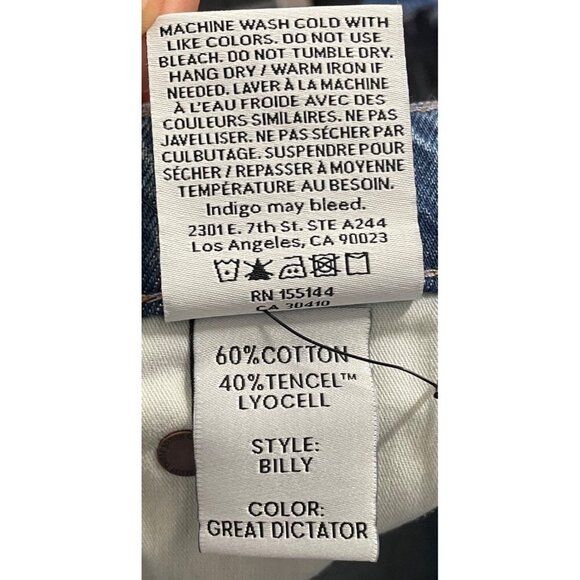 MACHINE WASH COLD WITH
LIKE COLORS. DO NOT USE
BLEACH. DO NOT TUMBLE DRY.
HANG DRY / WARM IRON IF
NEEDED. LAVER À LA MACHINE
À L'EAU FROIDE AVEC DES
COULEURS SIMILAIRES. NE PAS
JAVELLISER. NE PAS SÉCHER PAR
CULBUTAGE. SUSPENDRE POUR
SÉCHER / REPASSER À MOYENNE
TEMPÉRATURE AU BESOIN.
Indigo may bleed.
2301 E. 7th St. STE A244
Los Angeles, CA 90023
RN 155144
CA 30410
60%COTTON
40%TENCEL™
LYOCELL
STYLE:
BILLY
COLOR:
GREAT DICTATOR